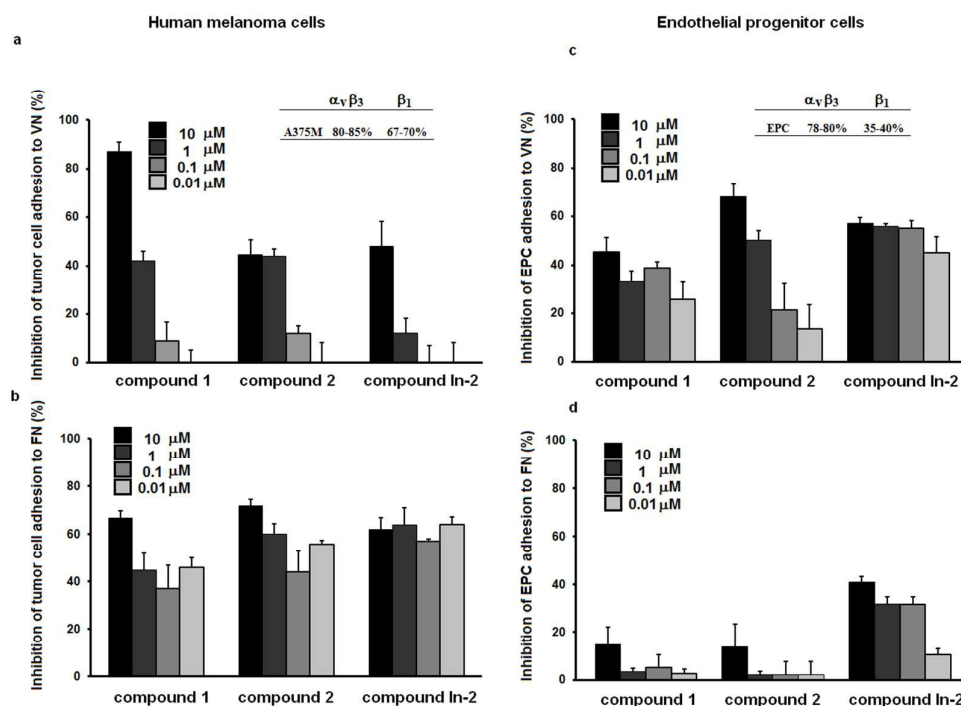 Human melanoma cells
Endothelial progenitor cells
a
Inhibition of tumor cell adhesion to VN (%)
100
80
60
40
20
0
10 μM
1 μM
0.1 μM
0.01 μM
αvβ3 β1
A375M 80-85% 67-70%
compound 1 compound 2 compound In-2
b
Inhibition of tumor cell adhesion to FN (%)
100
80
60
40
60
0
10 μM
1 μM
0.1 μM
0.01 μM
compound 1 compound 2 compound In-2
c
Inhibition of EPC adhesion to VN (%)
100
80
60
40
20
0
10 μM
1 μM
0.1 μM
0.01 μM
αvβ3 β1
EPC 78-80% 35-40%
compound 1 compound 2 compound In-2
d
Inhibition of EPC adhesion to FN (%)
100
80
60
40
20
0
10 μM
1 μM
0.1 μM
0.01 μM
compound 1 compound 2 compound In-2